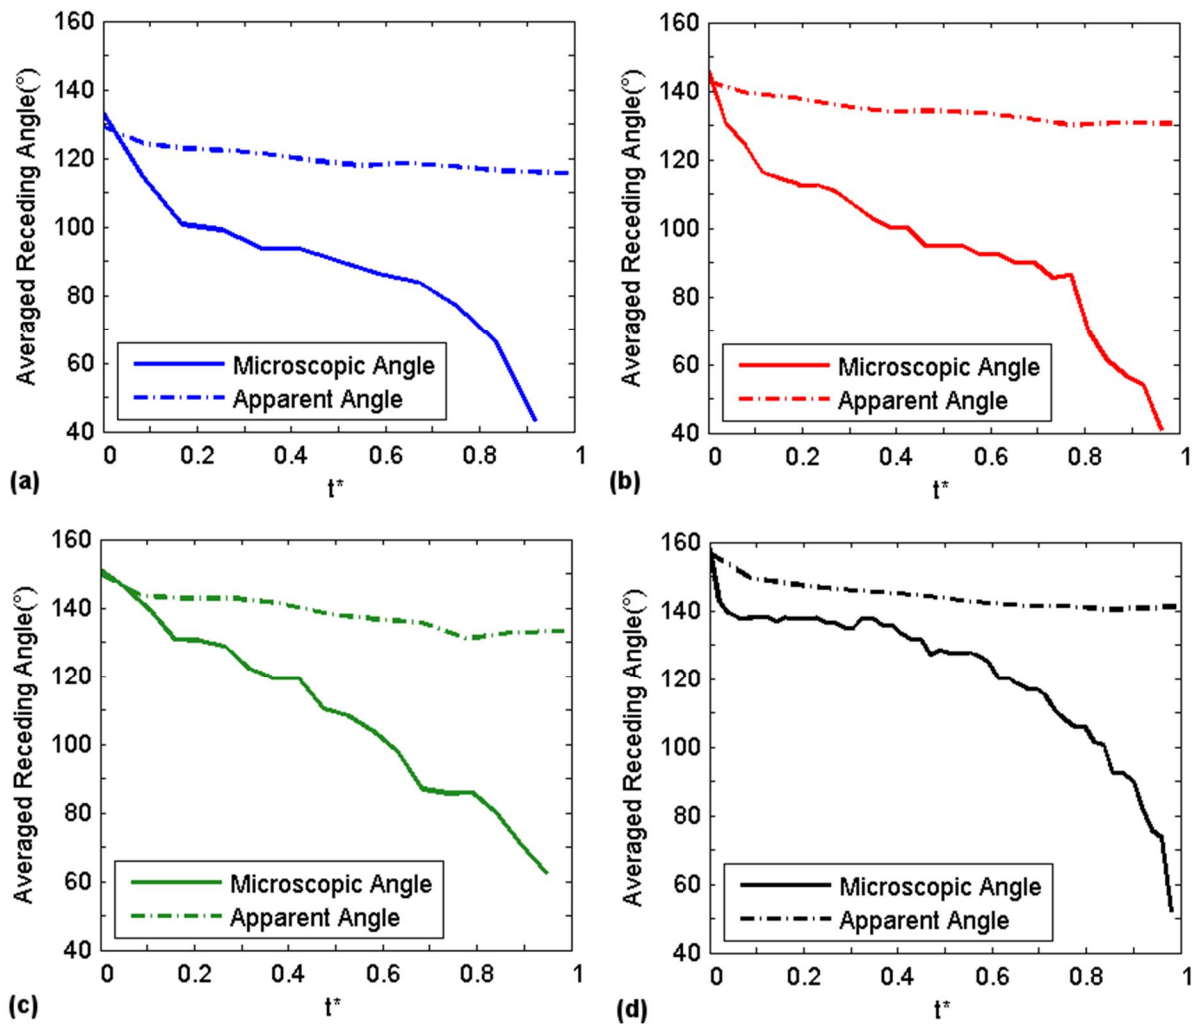 (a)
Averaged Receding Angle(°)
160
140
120
100
80
60
40
Microscopic Angle
Apparent Angle
0 0.2 0.4 0.6 0.8 1
t*
(b)
Averaged Receding Angle(°)
160
140
120
100
80
60
40
Microscopic Angle
Apparent Angle
0 0.2 0.4 0.6 0.8 1
t*
(c)
Averaged Receding Angle(°)
160
140
120
100
80
60
40
Microscopic Angle
Apparent Angle
0 0.2 0.4 0.6 0.8 1
t*
(d)
Averaged Receding Angle(°)
160
140
120
100
80
60
40
Microscopic Angle
Apparent Angle
0 0.2 0.4 0.6 0.8 1
t*